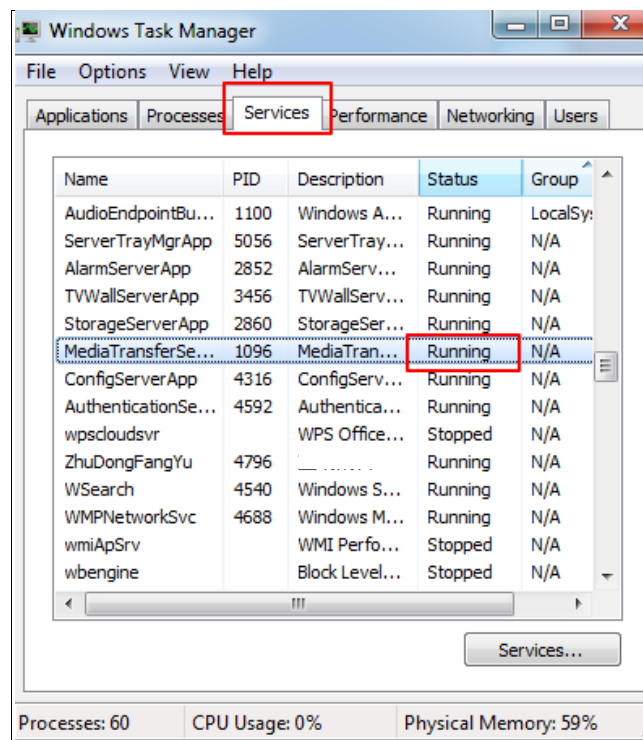 Windows Task Manager
File Options View Help
Applications Processes Services Performance Networking Users
Name PID Description Status Group
AudioEndpointBu... 1100 Windows A... Running LocalSy
ServerTrayMgrApp 5056 ServerTray... Running N/A
AlarmServerApp 2852 AlarmServ... Running N/A
TVWallServerApp 3456 TVWallServ... Running N/A
StorageServerApp 2860 StorageSer... Running N/A
MediaTransferSe... 1096 MediaTran... Running N/A
ConfigServerApp 4316 ConfigServ... Running N/A
AuthenticationSe... 4592 Authentica... Running N/A
wpscloudsvr WPS Office... Stopped N/A
ZhuDongFangYu 4796 Running N/A
WSearch 4540 Windows S... Running N/A
WMPNetworkSvc 4688 Windows M... Running N/A
wmiApSrv WMI Perfo... Stopped N/A
wbengine Block Level... Stopped N/A
Services...
Processes: 60 CPU Usage: 0% Physical Memory: 59%